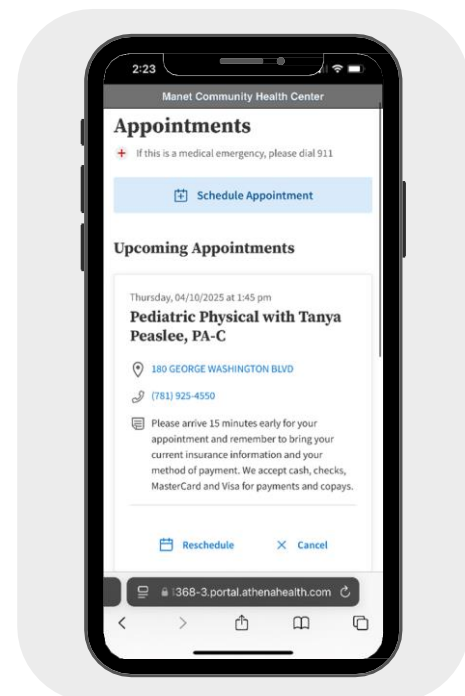 2:23
Manet Community Health Center
Appointments
If this is a medical emergency, please dial 911
Schedule Appointment
Upcoming Appointments
Thursday, 04/10/2025 at 1:45 pm
Pediatric Physical with Tanya
Peaslee, PA-C
180 GEORGE WASHINGTON BLVD
(781) 925-4550
Please arrive 15 minutes early for your
appointment and remember to bring your
current insurance information and your
method of payment. We accept cash, checks,
MasterCard and Visa for payments and copays.
Reschedule
Cancel
368-3.portal.athenahealth.com